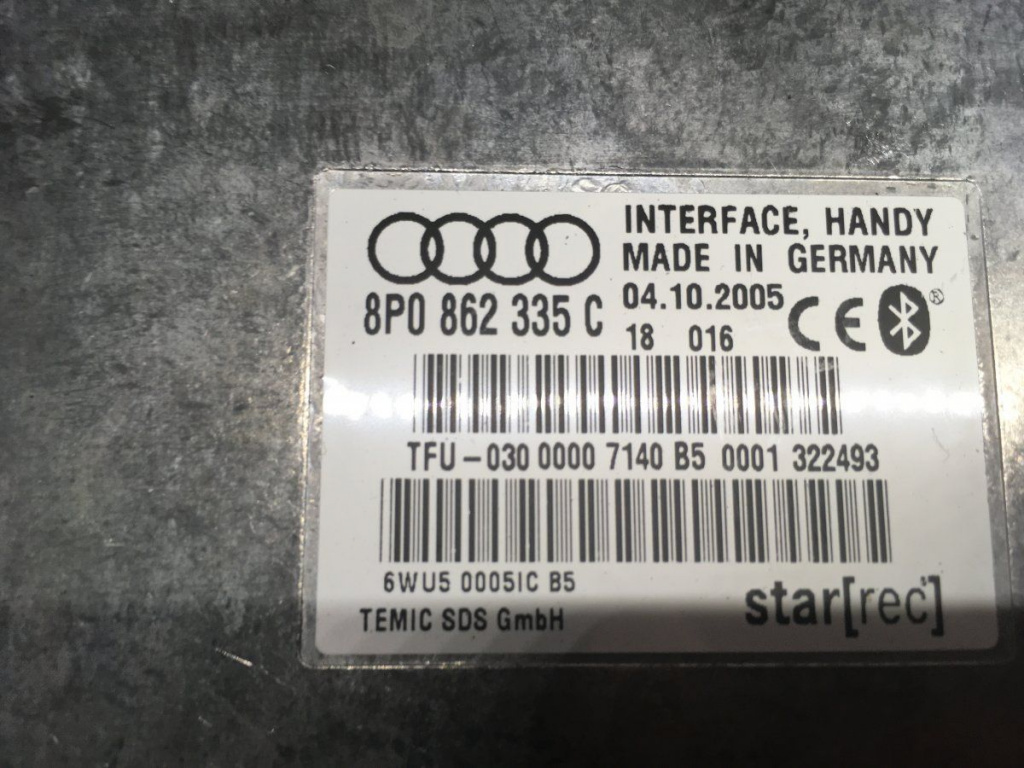 INTERFACE, HANDY
MADE IN GERMANY
8P0 862 335 C
04.10.2005
18 016
CE
®
TFU-030 0000 7140 B5 0001 322493
6WU5 0005IC B5
TEMIC SDS GmbH
star[rec]